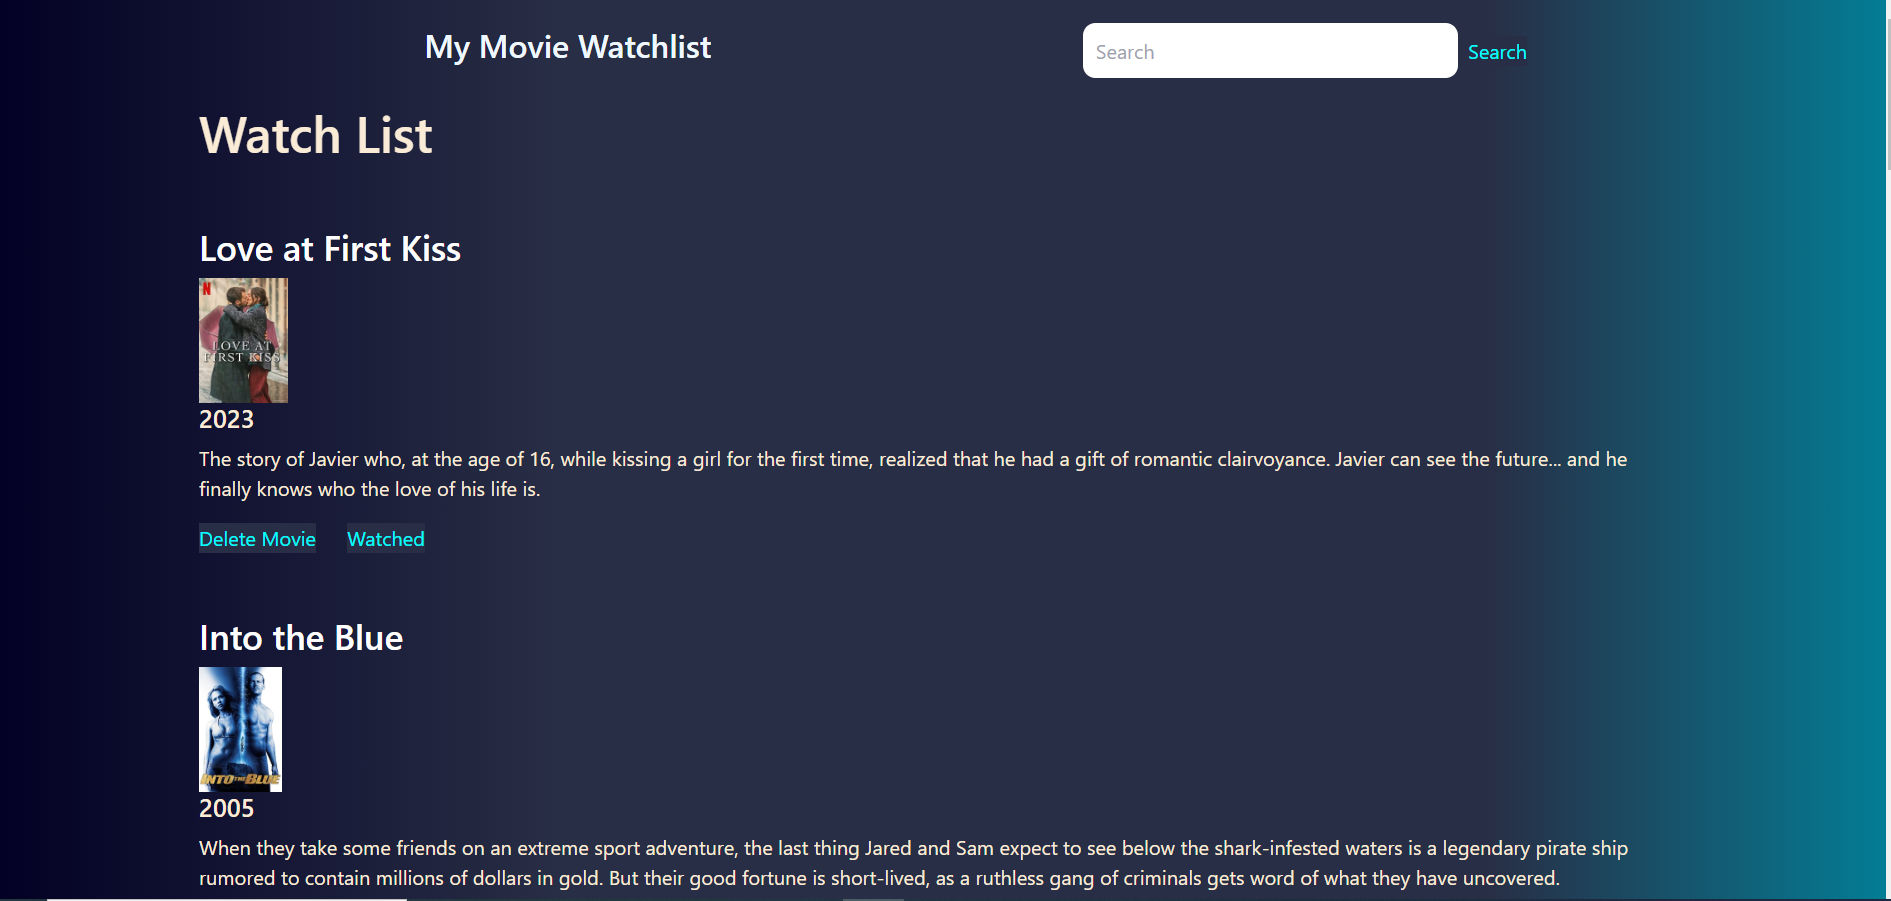 My Movie Watchlist
Search
Search
Watch List
Love at First Kiss
N
LOVE AT
FIRST KISS
2023
The story of Javier who, at the age of 16, while kissing a girl for the first time, realized that he had a gift of romantic clairvoyance. Javier can see the future... and he
finally knows who the love of his life is.
Delete Movie Watched
Into the Blue
INTO THE BLUE
2005
When they take some friends on an extreme sport adventure, the last thing Jared and Sam expect to see below the shark-infested waters is a legendary pirate ship
rumored to contain millions of dollars in gold. But their good fortune is short-lived, as a ruthless gang of criminals gets word of what they have uncovered.